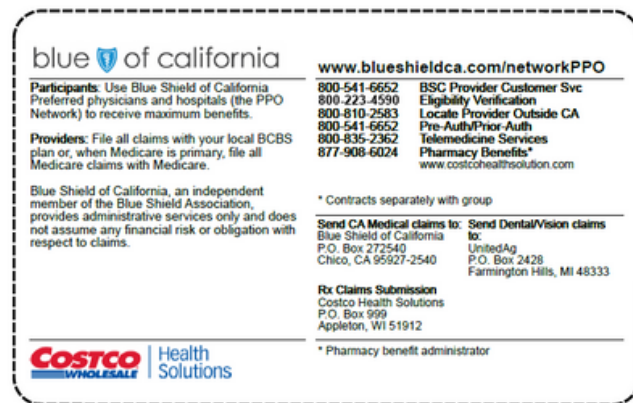 blue of california
Participants: Use Blue Shield of California
Preferred physicians and hospitals (the PPO
Network) to receive maximum benefits.
Providers: File all claims with your local BCBS
plan or, when Medicare is primary, file all
Medicare claims with Medicare.
Blue Shield of California, an independent
member of the Blue Shield Association,
provides administrative services only and does
not assume any financial risk or obligation with
respect to claims.
COSTCO
WHOLESALE
Health
Solutions
www.blueshieldca.com/networkPPO
800-541-6652 BSC Provider Customer Svc
800-223-4590 Eligibility Verification
800-810-2583 Locate Provider Outside CA
800-541-6652 Pre-Auth/Prior-Auth
800-835-2362 Telemedicine Services
877-908-6024 Pharmacy Benefits*
www.costcohealthsolution.com
* Contracts separately with group
Send CA Medical claims to:
Blue Shield of California
P.O. Box 272540
Chico, CA 95927-2540
Send Dental/Vision claims
to:
UnitedAg
P.O. Box 2428
Farmington Hills, MI 48333
Rx Claims Submission
Costco Health Solutions
P.O. Box 999
Appleton, WI 51912
* Pharmacy benefit administrator